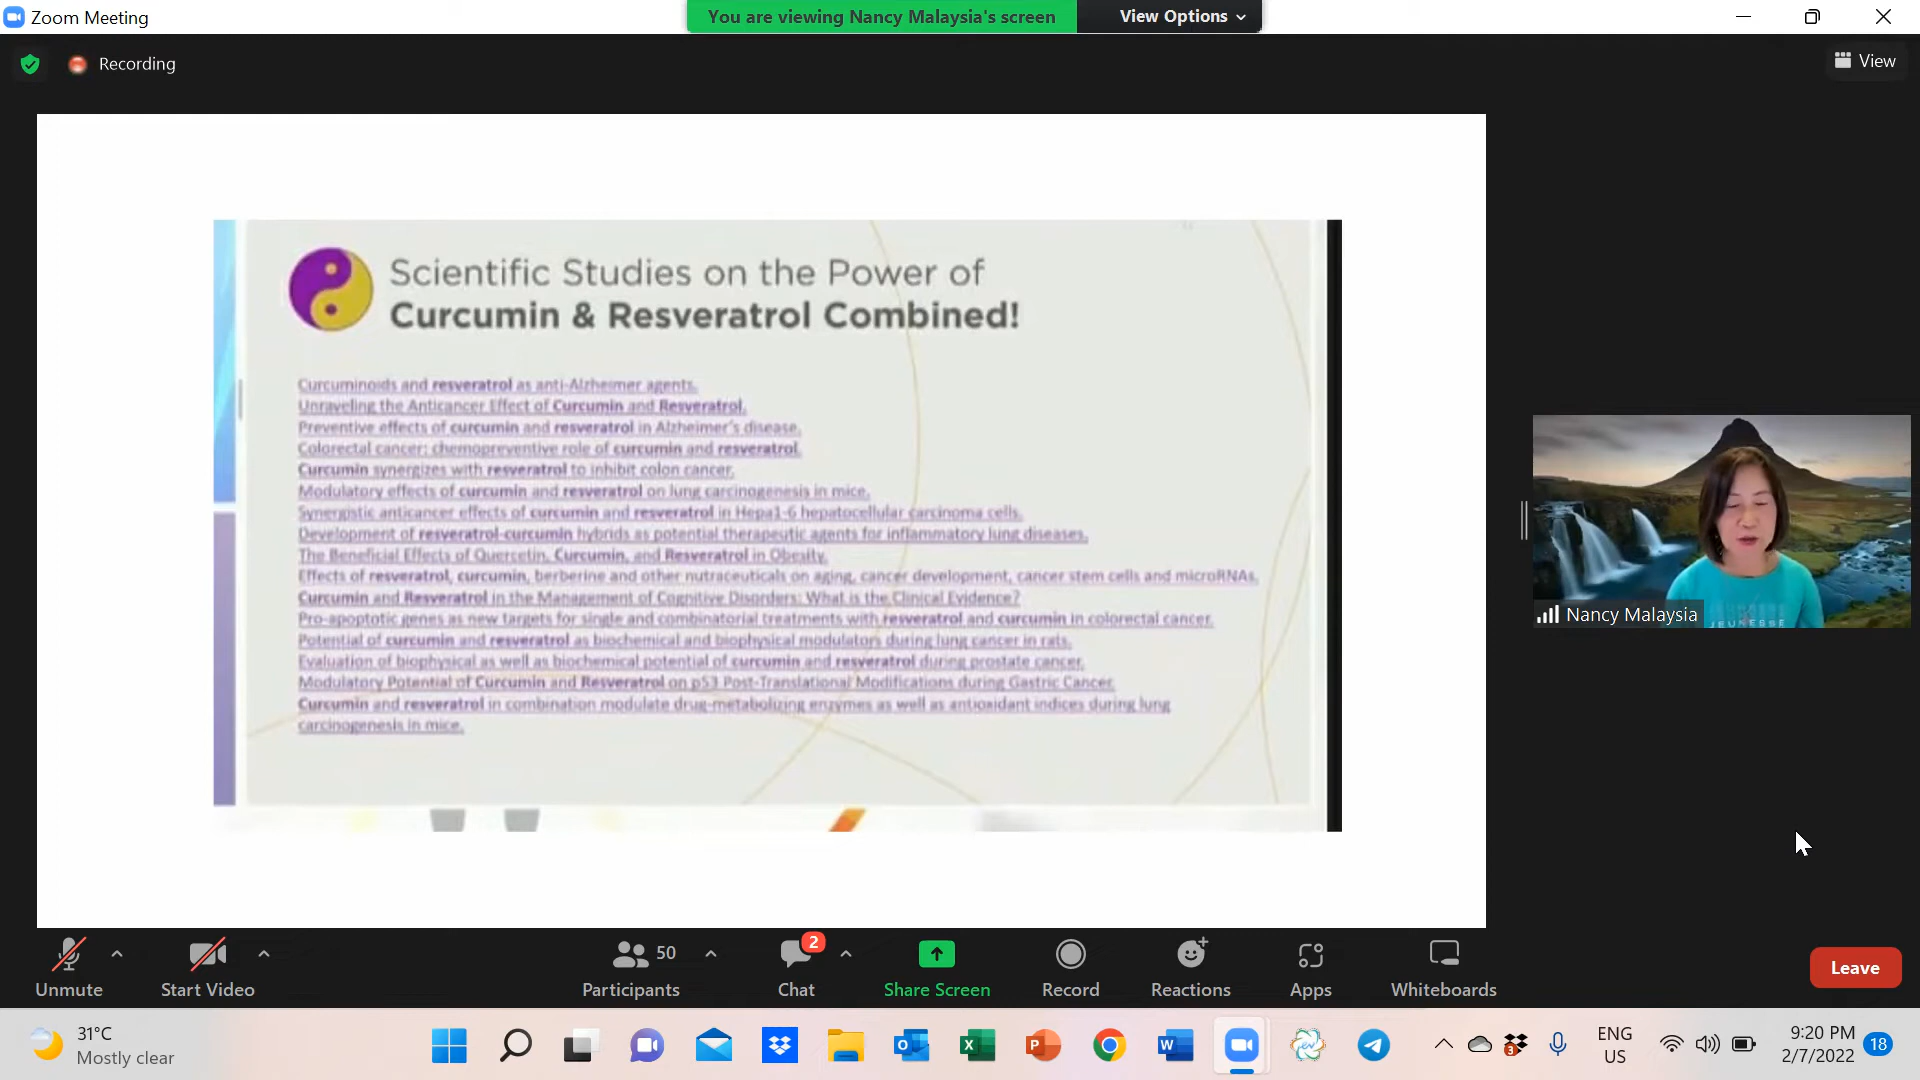 Zoom Meeting
You are viewing Nancy Malaysia's screen
View Options
Recording
View
Scientific Studies on the Power of
Curcumin & Resveratrol Combined!
Curcuminoids and resveratrol as anti-Alzheimer agents.
Unraveling the Anticancer Effect of Curcumin and Resveratrol.
Preventive effects of curcumin and resveratrol in Alzheimer's disease.
Colorectal cancer: chemopreventive role of curcumin and resveratrol.
Curcumin synergizes with resveratrol to inhibit colon cancer.
Modulatory effects of curcumin and resveratrol on lung carcinogenesis in mice.
Synergistic anticancer effects of curcumin and resveratrol in Hepa1-6 hepatocellular carcinoma cells.
Development of resveratrol-curcumin hybrids as potential therapeutic agents for inflammatory lung diseases.
The Beneficial Effects of Quercetin, Curcumin, and Resveratrol in Obesity.
Effects of resveratrol, curcumin, berberine and other nutraceuticals on aging, cancer development, cancer stem cells and microRNAs.
Curcumin and Resveratrol in the Management of Cognitive Disorders: What is the Clinical Evidence?
Pro-apoptotic genes as new targets for single and combinatorial treatments with resveratrol and curcumin in colorectal cancer.
Potential of curcumin and resveratrol as biochemical and biophysical modulators during lung cancer in rats.
Evaluation of biophysical as well as biochemical potential of curcumin and resveratrol during prostate cancer.
Modulatory Potential of Curcumin and Resveratrol on p53 Post-Translational Modifications during Gastric Cancer.
Curcumin and resveratrol in combination modulate drug-metabolizing enzymes as well as antioxidant indices during lung
carcinogenesis in mice.
JEUNESSE
Nancy Malaysia
50
2
Unmute
Start Video
Participants
Chat
Share Screen
Record
Reactions
Apps
Whiteboards
Leave
31°C
Mostly clear
ENG
US
9:20 PM
2/7/2022
18